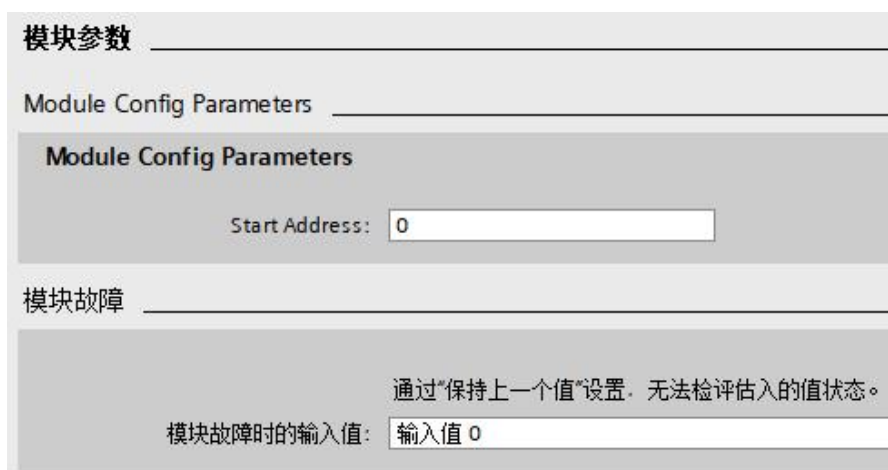 模块参数
Module Config Parameters
Module Config Parameters
Start Address: 0
模块故障
通过“保持上一个值”设置，无法检评估入的值状态。
模块故障时的输入值: 输入值 0